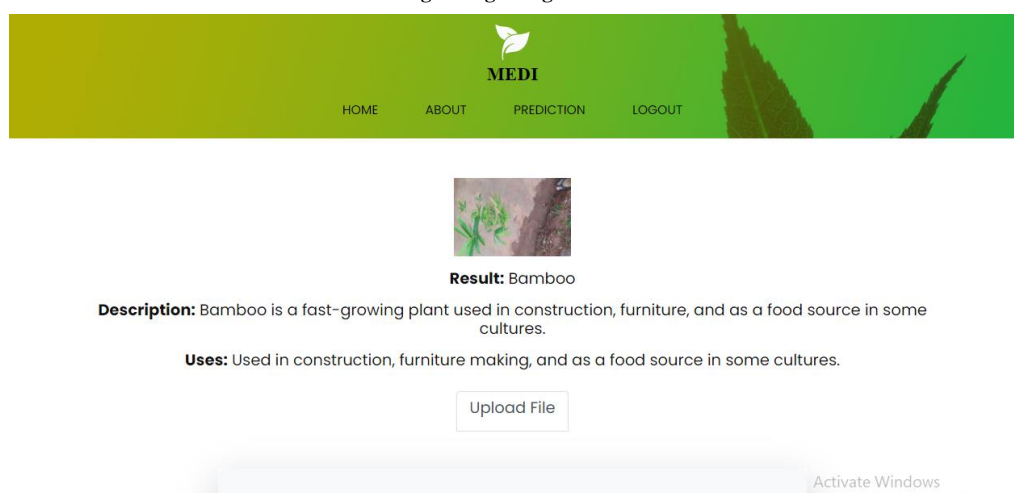 MEDI
HOME ABOUT PREDICTION LOGOUT
Result: Bamboo
Description: Bamboo is a fast-growing plant used in construction, furniture, and as a food source in some
cultures.
Uses: Used in construction, furniture making, and as a food source in some cultures.
Upload File
Activate Windows